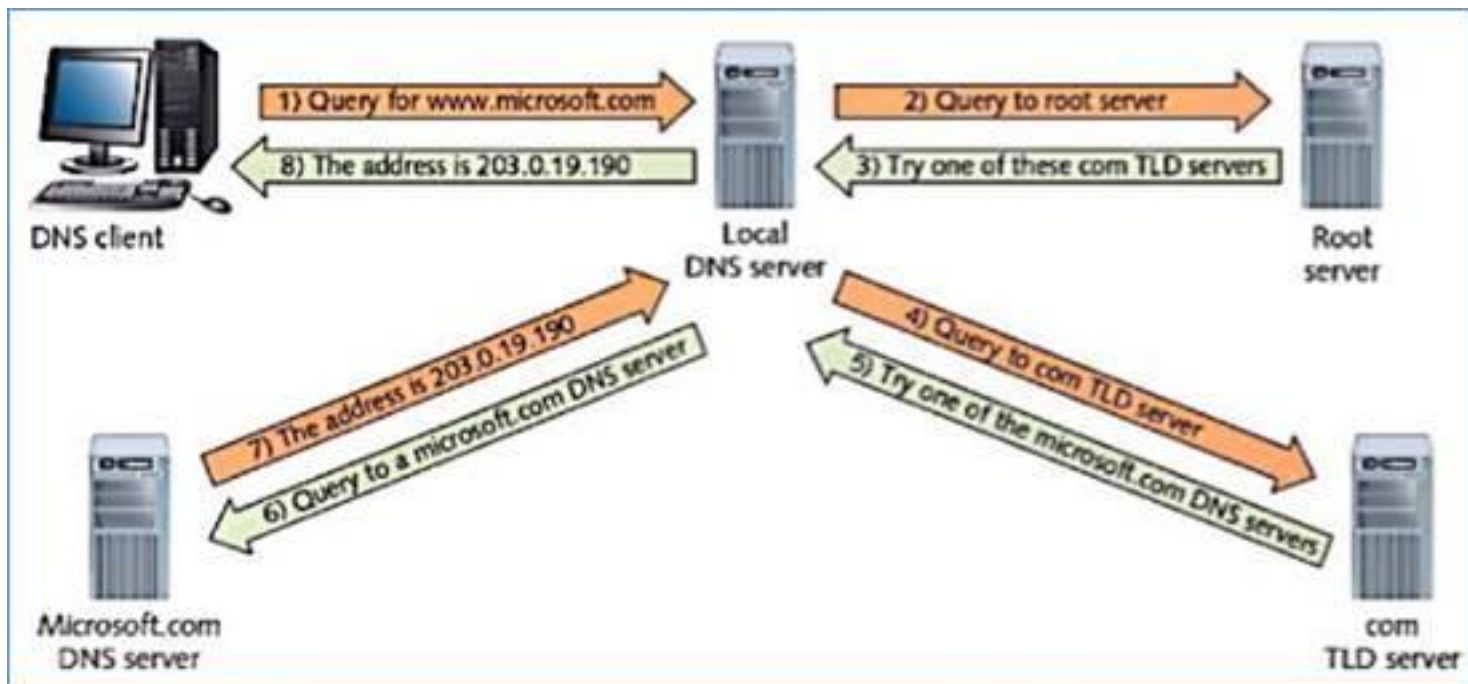 1) Query for www.microsoft.com
2) Query to root server
8) The address is 203.0.19.190
3) Try one of these com TLD servers
DNS client
Local
DNS server
Root
server
7) The address is 203.0.19.190
6) Query to a microsoft.com DNS server
4) Query to com TLD server
5) Try one of the microsoft.com DNS servers
Microsoft.com
DNS server
com
TLD server